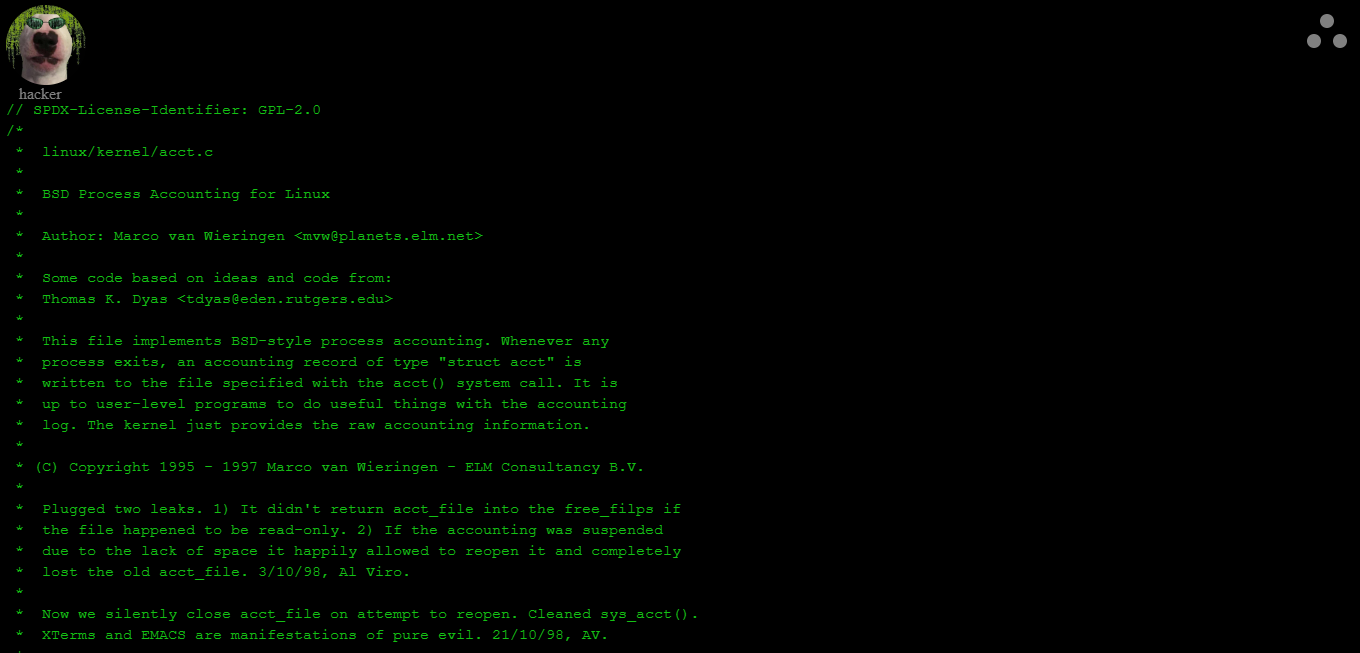 hacker
// SPDX-License-Identifier: GPL-2.0
/*
 *  linux/kernel/acct.c
 *
 *  BSD Process Accounting for Linux
 *
 *  Author: Marco van Wieringen <mvw@planets.elm.net>
 *
 *  Some code based on ideas and code from:
 *  Thomas K. Dyas <tdyas@eden.rutgers.edu>
 *
 *  This file implements BSD-style process accounting. Whenever any
 *  process exits, an accounting record of type "struct acct" is
 *  written to the file specified with the acct() system call. It is
 *  up to user-level programs to do useful things with the accounting
 *  log. The kernel just provides the raw accounting information.
 *
 * (C) Copyright 1995 - 1997 Marco van Wieringen - ELM Consultancy B.V.
 *
 *  Plugged two leaks. 1) It didn't return acct_file into the free_filps if
 *  the file happened to be read-only. 2) If the accounting was suspended
 *  due to the lack of space it happily allowed to reopen it and completely
 *  lost the old acct_file. 3/10/98, Al Viro.
 *
 *  Now we silently close acct_file on attempt to reopen. Cleaned sys_acct().
 *  XTerms and EMACS are manifestations of pure evil. 21/10/98, AV.
 *